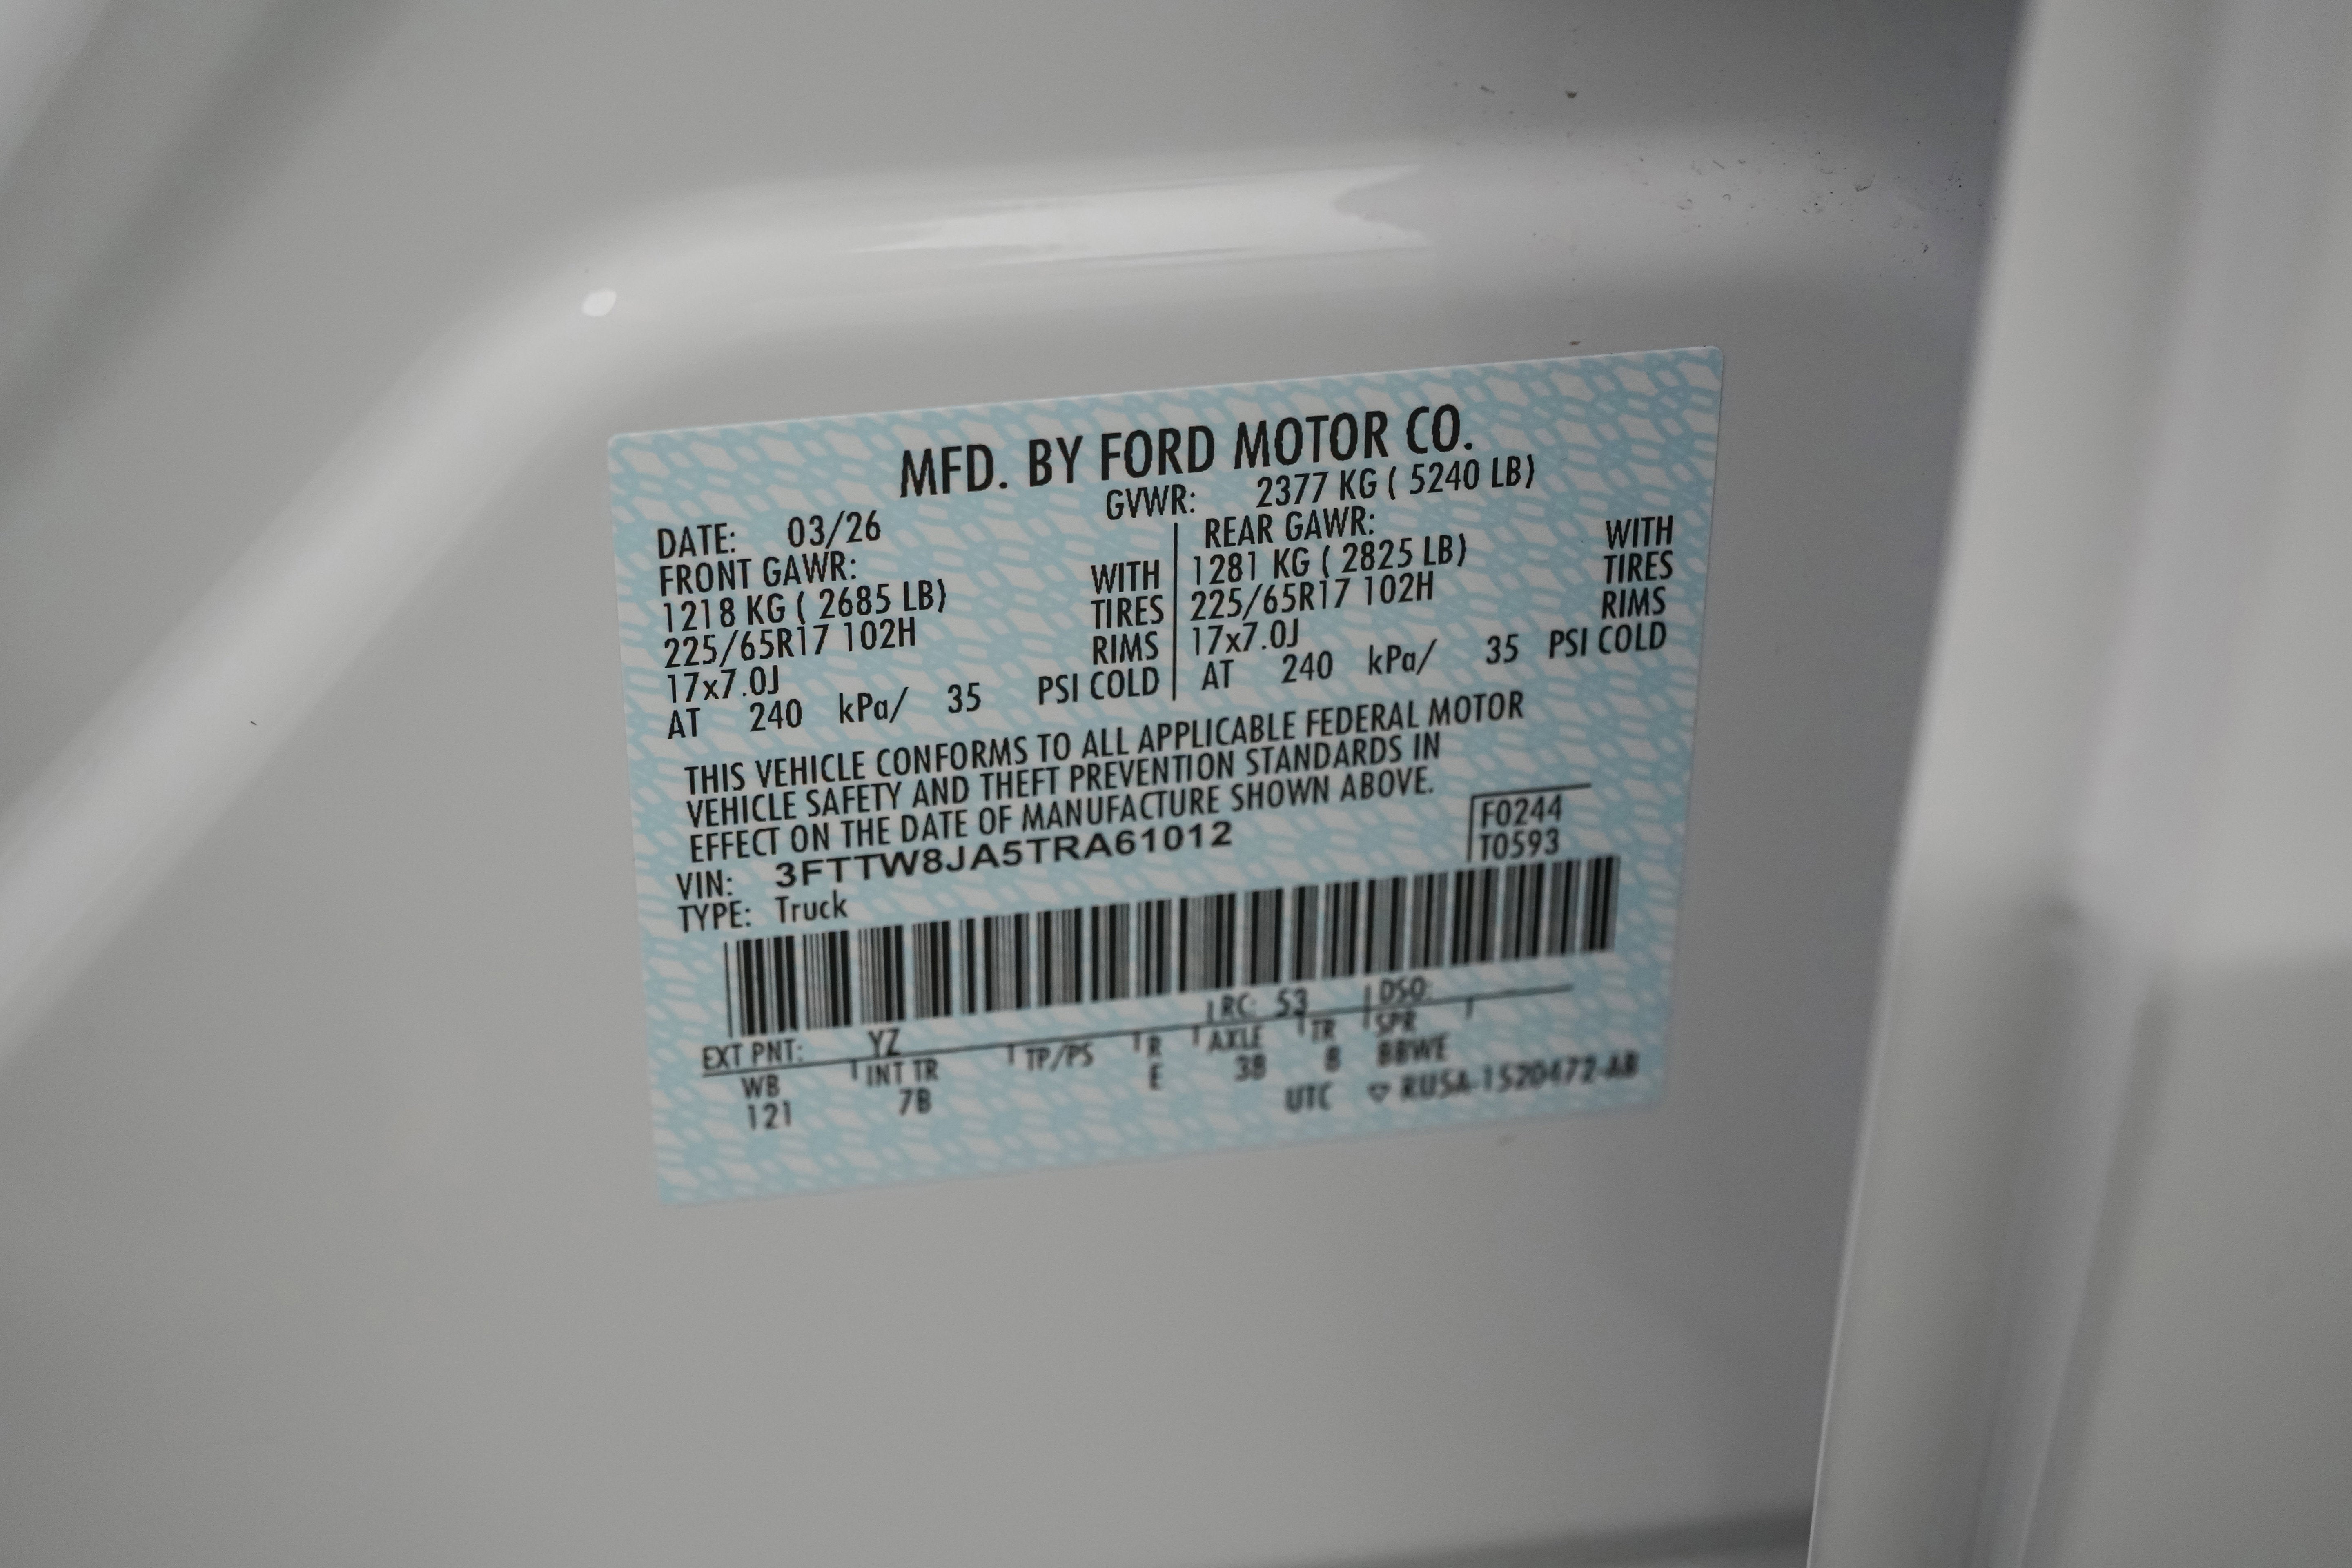 MFD. BY FORD MOTOR CO.
DATE: 03/26 GVWR: 2377 KG ( 5240 LB)
FRONT GAWR: REAR GAWR:
1218 KG ( 2685 LB) WITH 1281 KG ( 2825 LB) WITH
225/65R17 102H TIRES 225/65R17 102H TIRES
17x7.0J RIMS 17x7.0J RIMS
AT 240 kPa/ 35 PSI COLD AT 240 kPa/ 35 PSI COLD
THIS VEHICLE CONFORMS TO ALL APPLICABLE FEDERAL MOTOR
VEHICLE SAFETY AND THEFT PREVENTION STANDARDS IN
EFFECT ON THE DATE OF MANUFACTURE SHOWN ABOVE.
F0244
VIN: 3FTTW8JA5TRA61012 T0593
TYPE: Truck
EXT PNT: YZ RC: 53 DSO:
WB INT TR TP/PS R AXLE TR SPR
121 7B E 3B 8 BBWE
UTC RU5A-1520472-AB